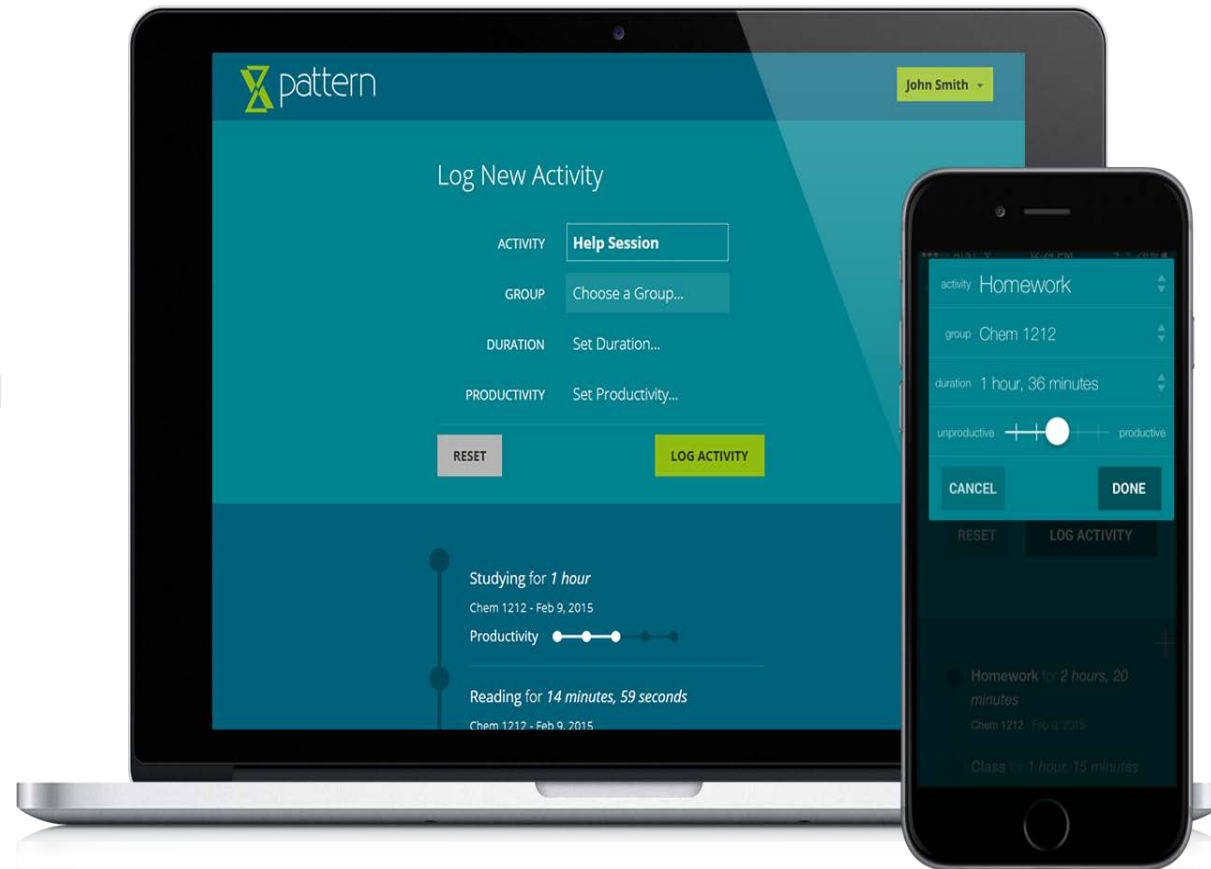 pattern
John Smith
Log New Activity
ACTIVITY Help Session
GROUP Choose a Group...
DURATION Set Duration...
PRODUCTIVITY Set Productivity...
RESET LOG ACTIVITY
Studying for 1 hour
Chem 1212 - Feb 9, 2015
Productivity
Reading for 14 minutes, 59 seconds
Chem 1212 - Feb 9, 2015
activity Homework
group Chem 1212
duration 1 hour, 36 minutes
unproductive productive
CANCEL DONE
RESET LOG ACTIVITY
Homework for 2 hours, 20
minutes
Chem 1212 - Feb 9, 2015
Class for 1 hour, 15 minutes